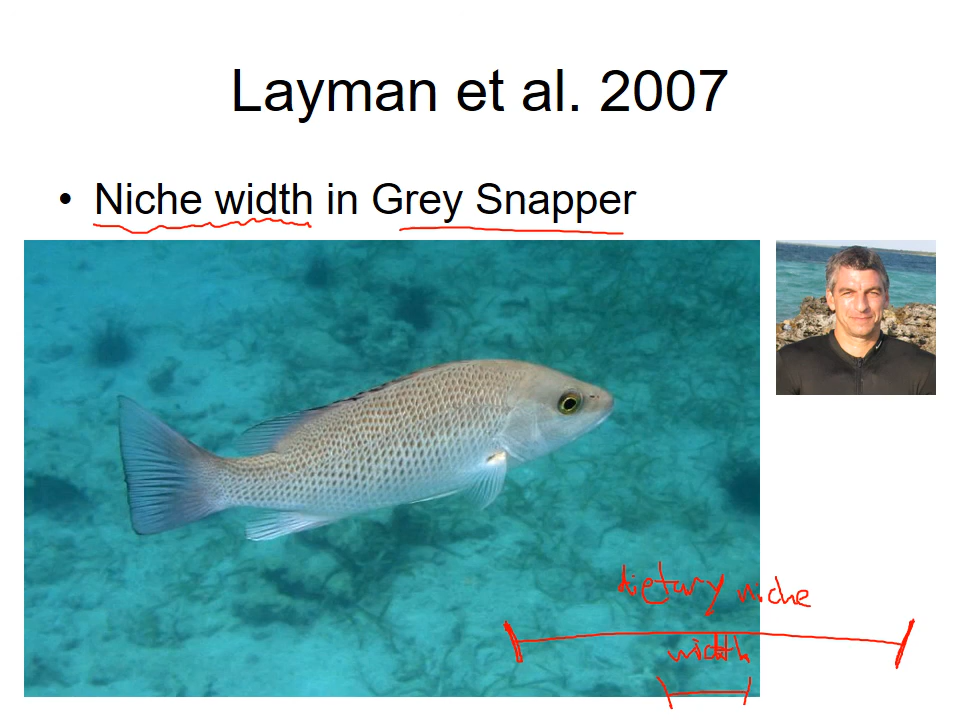 Layman et al. 2007
• Niche width in Grey Snapper
dietary niche
width